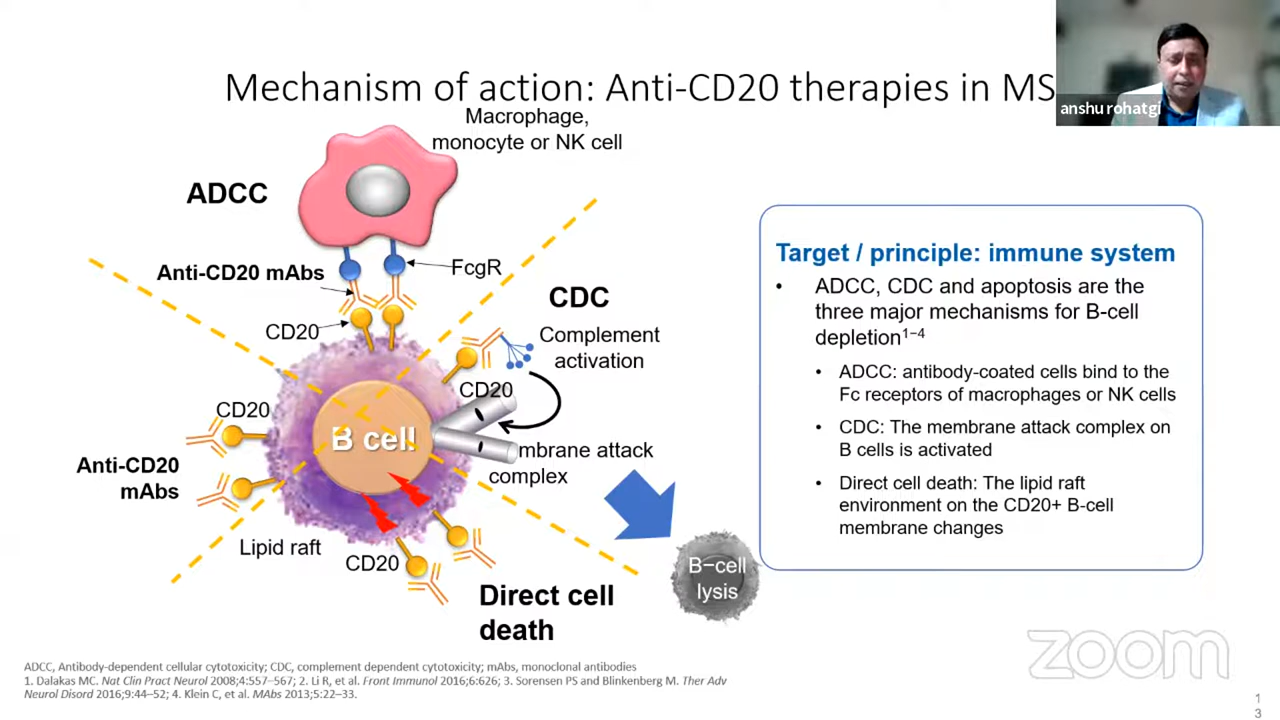 Mechanism of action: Anti-CD20 therapies in MS
anshu rohatgi
Macrophage,
monocyte or NK cell
ADCC
Anti-CD20 mAbs
FcgR
CD20
CDC
Complement
activation
CD20
CD20
B cell
mbrane attack
complex
Anti-CD20
mAbs
Lipid raft
CD20
Direct cell
death
B–cell
lysis
Target / principle: immune system
• ADCC, CDC and apoptosis are the
three major mechanisms for B-cell
depletion1–4
• ADCC: antibody-coated cells bind to the
Fc receptors of macrophages or NK cells
• CDC: The membrane attack complex on
B cells is activated
• Direct cell death: The lipid raft
environment on the CD20+ B-cell
membrane changes
zoom
ADCC, Antibody-dependent cellular cytotoxicity; CDC, complement dependent cytotoxicity; mAbs, monoclonal antibodies
1. Dalakas MC. Nat Clin Pract Neurol 2008;4:557–567; 2. Li R, et al. Front Immunol 2016;6:626; 3. Sorensen PS and Blinkenberg M. Ther Adv
Neurol Disord 2016;9:44–52; 4. Klein C, et al. MAbs 2013;5:22–33.
1
3